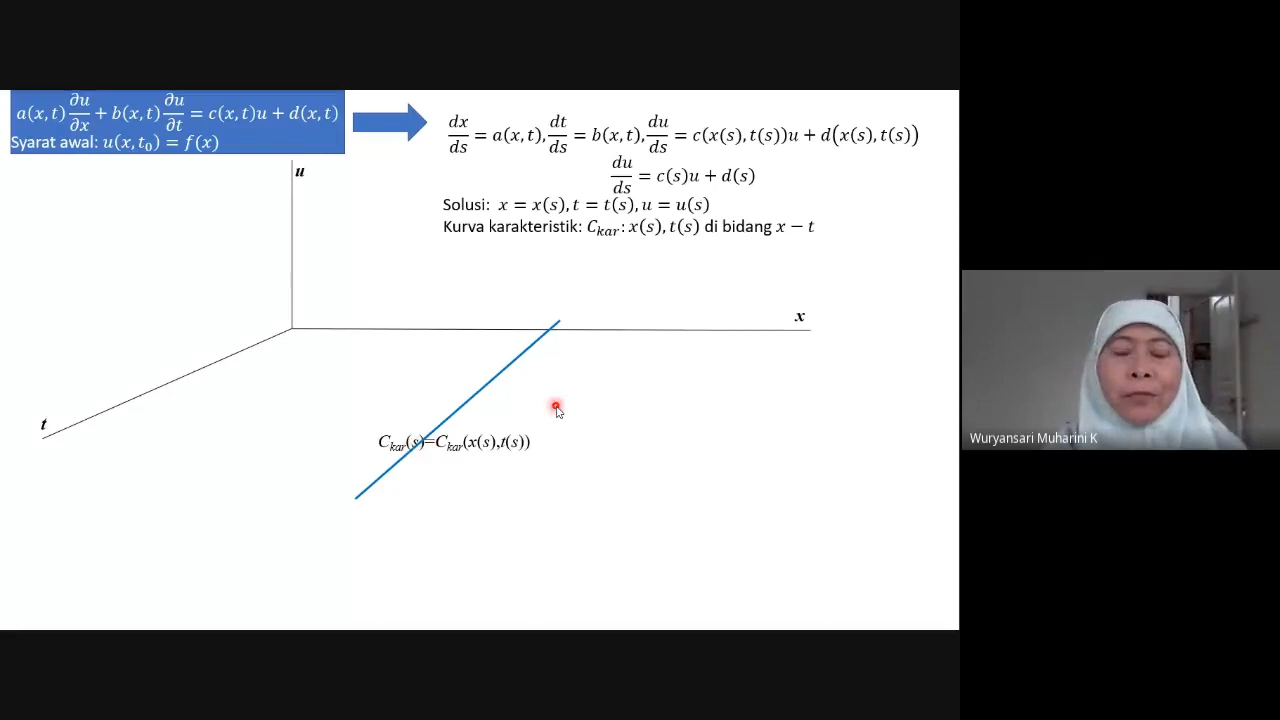 a(x,t) ∂u/∂x + b(x,t) ∂u/∂t = c(x,t)u + d(x,t)
Syarat awal: u(x,t₀) = f(x)
dx/ds = a(x,t), dt/ds = b(x,t), du/ds = c(x(s),t(s))u + d(x(s),t(s))
du/ds = c(s)u + d(s)
Solusi: x = x(s), t = t(s), u = u(s)
Kurva karakteristik: C_kar: x(s), t(s) di bidang x − t
u
x
t
C_kar(s)=C_kar(x(s),t(s))
Wuryansari Muharini K